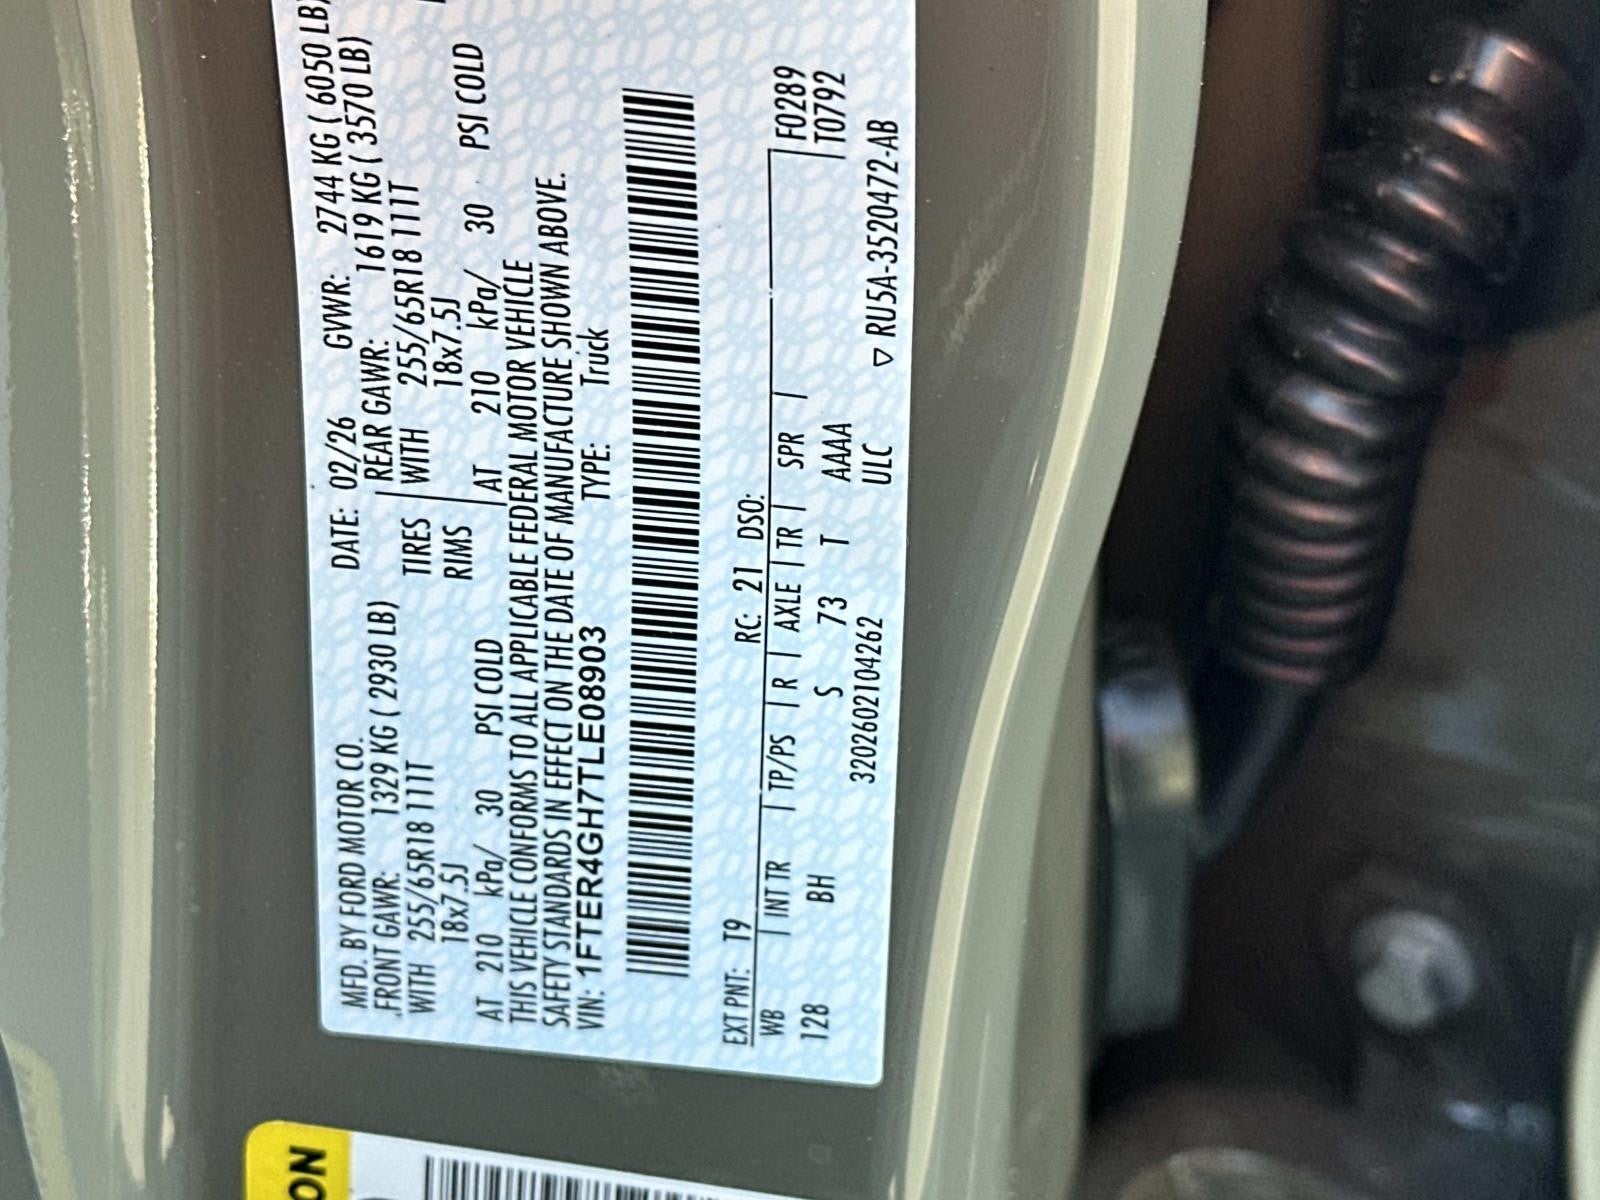 MFD. BY FORD MOTOR CO. DATE: 02/26 GVWR: 2744 KG ( 6050 LB)
FRONT GAWR: 1329 KG ( 2930 LB) REAR GAWR: 1619 KG ( 3570 LB)
WITH 255/65R18 111T TIRES WITH 255/65R18 111T
18x7.5J RIMS 18x7.5J
AT 210 kPa/ 30 PSI COLD AT 210 kPa/ 30 PSI COLD
THIS VEHICLE CONFORMS TO ALL APPLICABLE FEDERAL MOTOR VEHICLE
SAFETY STANDARDS IN EFFECT ON THE DATE OF MANUFACTURE SHOWN ABOVE.
VIN: 1FTER4GH7TLE08903 TYPE: Truck
EXT PNT: T9 RC: 21 DSO:
WB | INT TR | TP/PS | R | AXLE | TR | SPR | F0289
128 BH S 73 T AAAA T0792
3202602104262 ULC ▽ RU5A-3520472-AB
ON